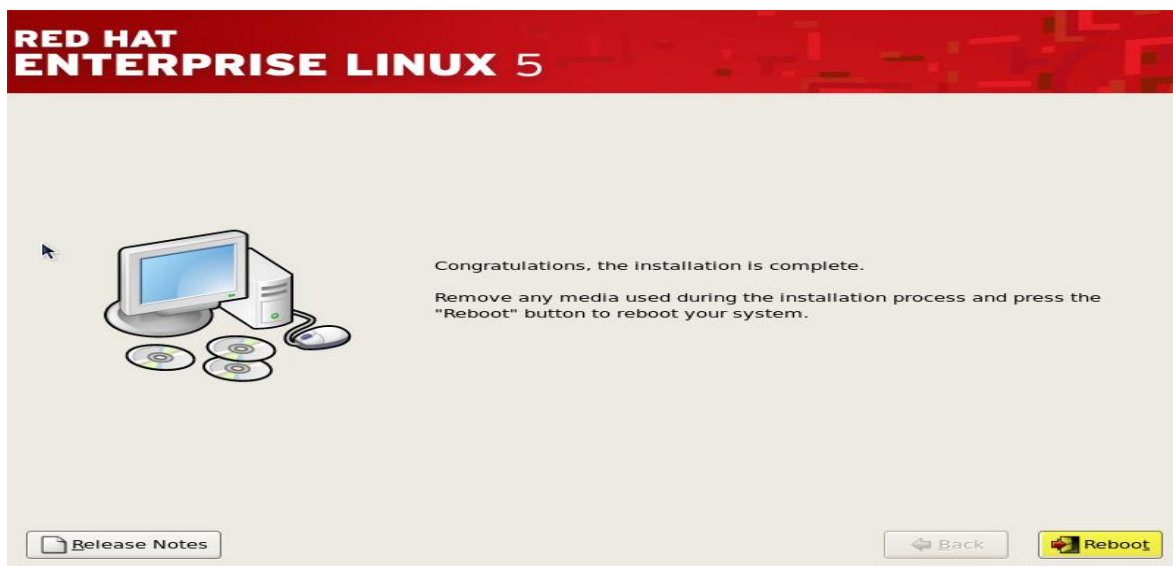 RED HAT
ENTERPRISE LINUX 5
Congratulations, the installation is complete.
Remove any media used during the installation process and press the
"Reboot" button to reboot your system.
Release Notes
Back
Reboot